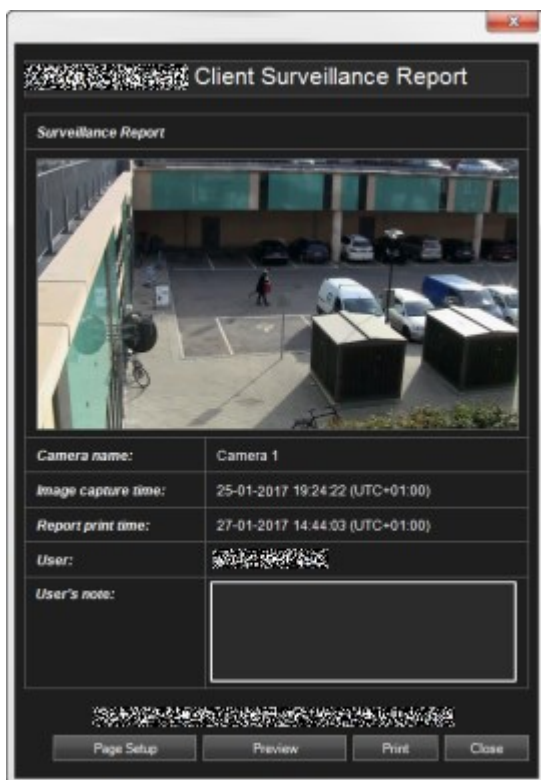 Client Surveillance Report
Surveillance Report
Camera name: Camera 1
Image capture time: 25-01-2017 19:24:22 (UTC+01:00)
Report print time: 27-01-2017 14:44:03 (UTC+01:00)
User:
User's note:
Page Setup Preview Print Close